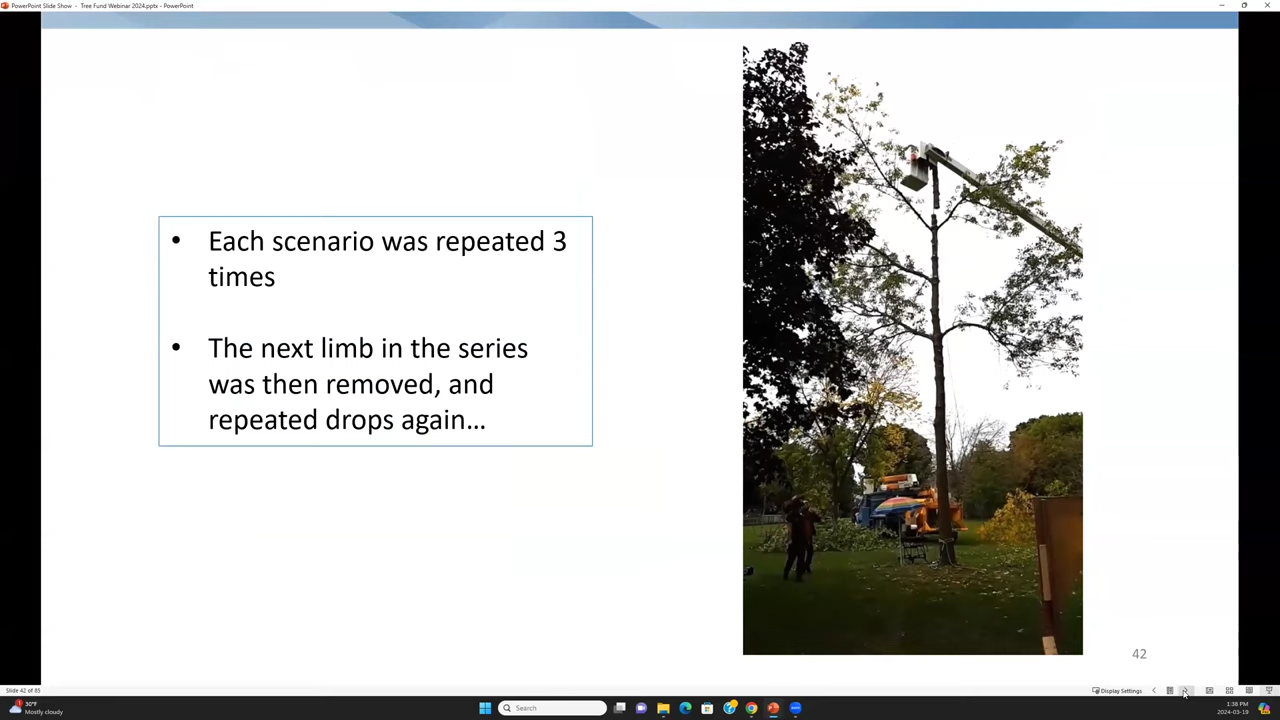 PowerPoint Slide Show - Tree Fund Webinar 2024.pptx - PowerPoint
• Each scenario was repeated 3
times
• The next limb in the series
was then removed, and
repeated drops again...
42
Slide 42 of 85
Display Settings
30°F
Mostly cloudy
Search
1:38 PM
2024-03-19